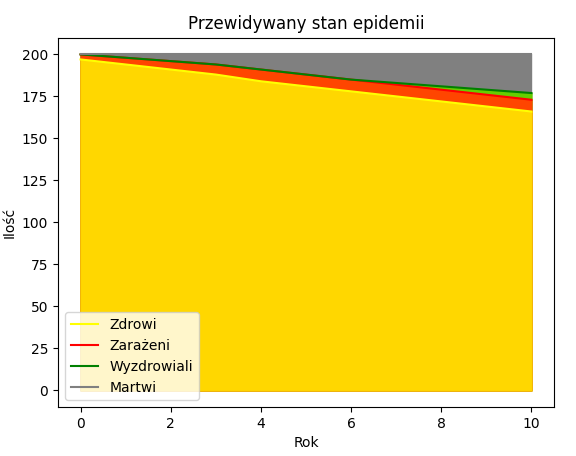 Przewidywany stan epidemii
Ilość
200
175
150
125
100
75
50
25
0
Zdrowi
Zarażeni
Wyzdrowiali
Martwi
0 2 4 6 8 10
Rok